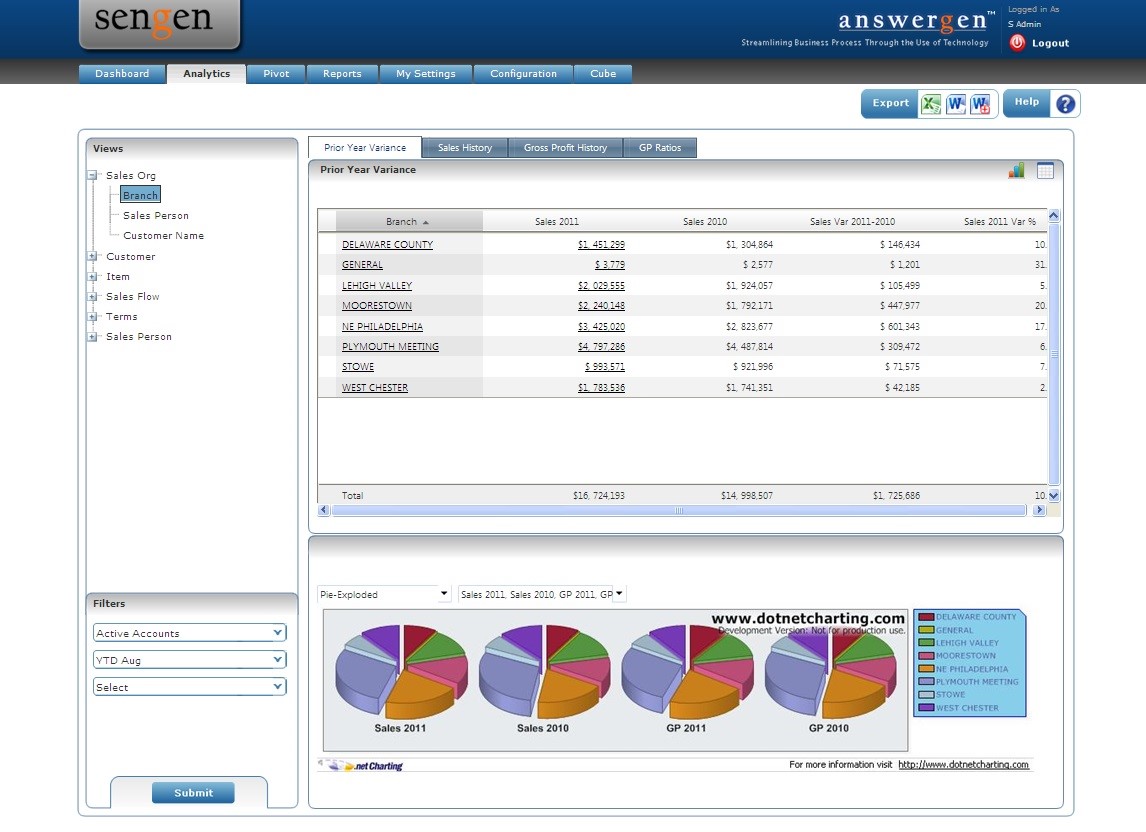 sengen
answergen™
Streamlining Business Process Through the Use of Technology
Logged in As
S Admin
Logout
Dashboard Analytics Pivot Reports My Settings Configuration Cube
Export Help ?
Views
Sales Org
Branch
Sales Person
Customer Name
Customer
Item
Sales Flow
Terms
Sales Person
Filters
Active Accounts
YTD Aug
Select
Submit
Prior Year Variance Sales History Gross Profit History GP Ratios
Prior Year Variance
Branch Sales 2011 Sales 2010 Sales Var 2011-2010 Sales 2011 Var %
DELAWARE COUNTY $1, 451,299 $1, 304,864 $ 146,434 10.
GENERAL $ 3,779 $ 2,577 $ 1,201 31.
LEHIGH VALLEY $2, 029,555 $1, 924,057 $ 105,499 5.
MOORESTOWN $2, 240,148 $1, 792,171 $ 447,977 20.
NE PHILADELPHIA $3, 425,020 $2, 823,677 $ 601,343 17.
PLYMOUTH MEETING $4, 797,286 $4, 487,814 $ 309,472 6.
STOWE $ 993,571 $ 921,996 $ 71,575 7.
WEST CHESTER $1, 783,536 $1, 741,351 $ 42,185 2.
Total $16, 724,193 $14, 998,507 $1, 725,686 10.
Pie-Exploded Sales 2011, Sales 2010, GP 2011, GP
www.dotnetcharting.com
Development Version: Not for production use.
Sales 2011 Sales 2010 GP 2011 GP 2010
DELAWARE COUNTY
GENERAL
LEHIGH VALLEY
MOORESTOWN
NE PHILADELPHIA
PLYMOUTH MEETING
STOWE
WEST CHESTER
.net Charting
For more information visit http://www.dotnetcharting.com